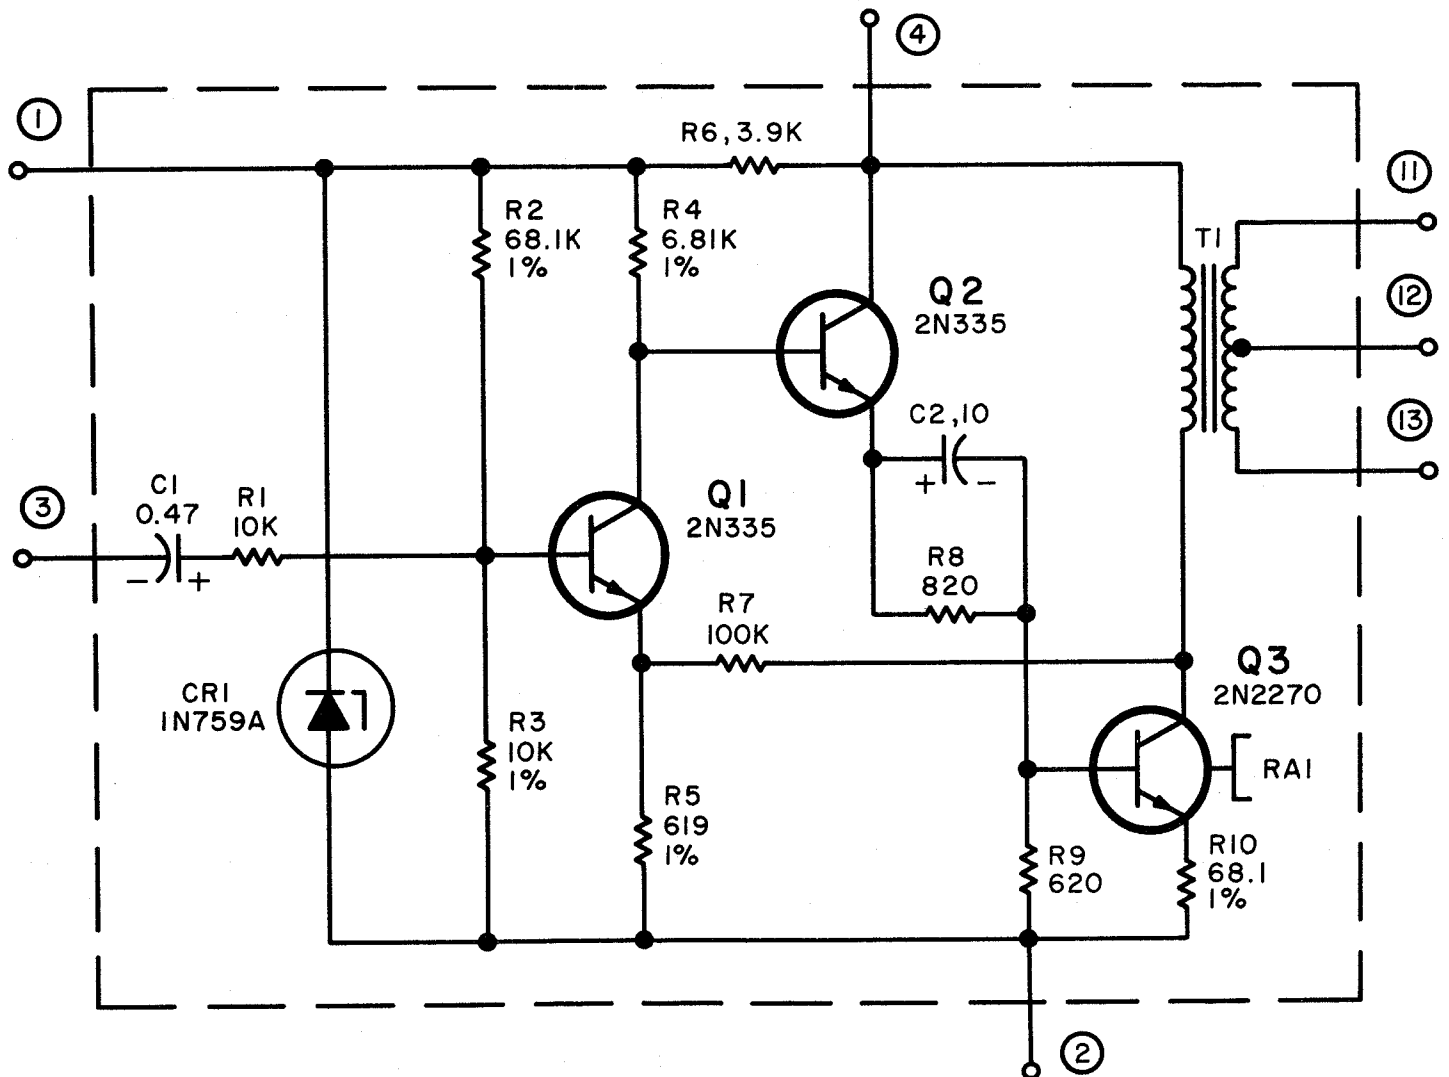 4
1
R6, 3.9K
11
R2
68.1K
1%
R4
6.81K
1%
T1
Q2
2N335
12
C2, 10
+ -
13
3
C1
0.47
- +
R1
10K
Q1
2N335
R8
820
R7
100K
Q3
2N2270
CR1
1N759A
R3
10K
1%
RA1
R5
619
1%
R9
620
R10
68.1
1%
2